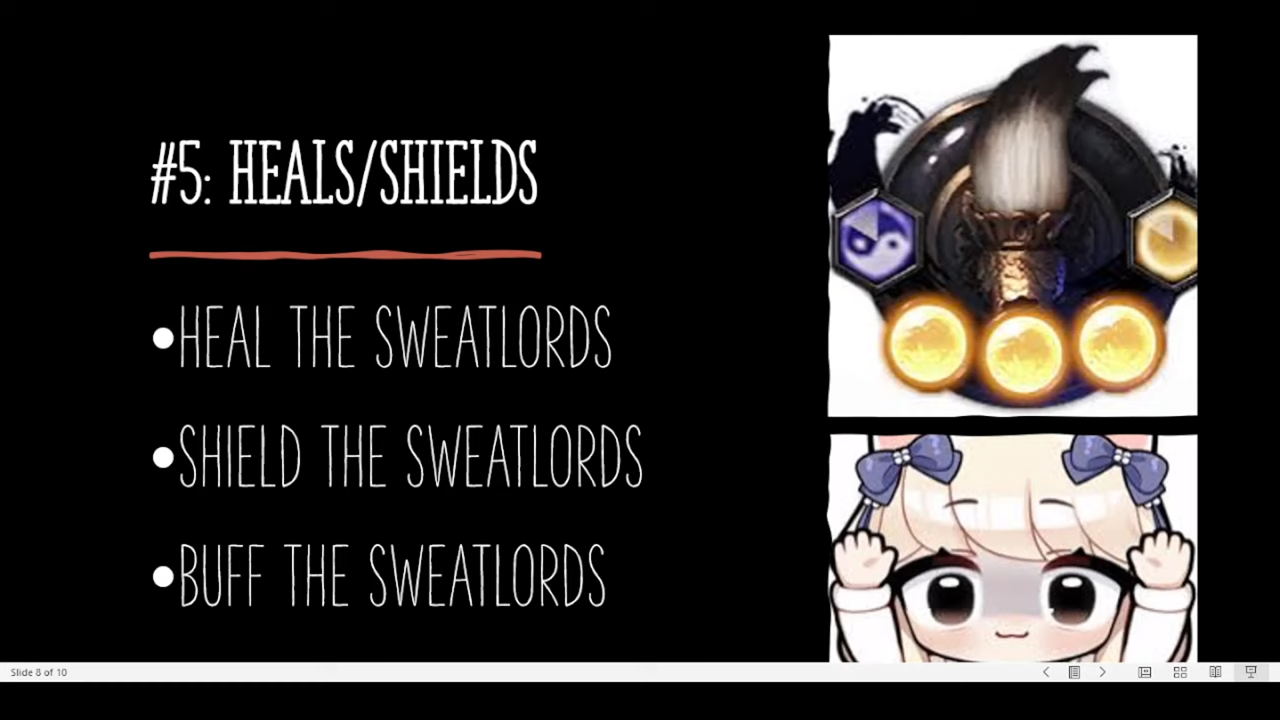 #5: HEALS/SHIELDS
•HEAL THE SWEATLORDS
•SHIELD THE SWEATLORDS
•BUFF THE SWEATLORDS
Slide 8 of 10